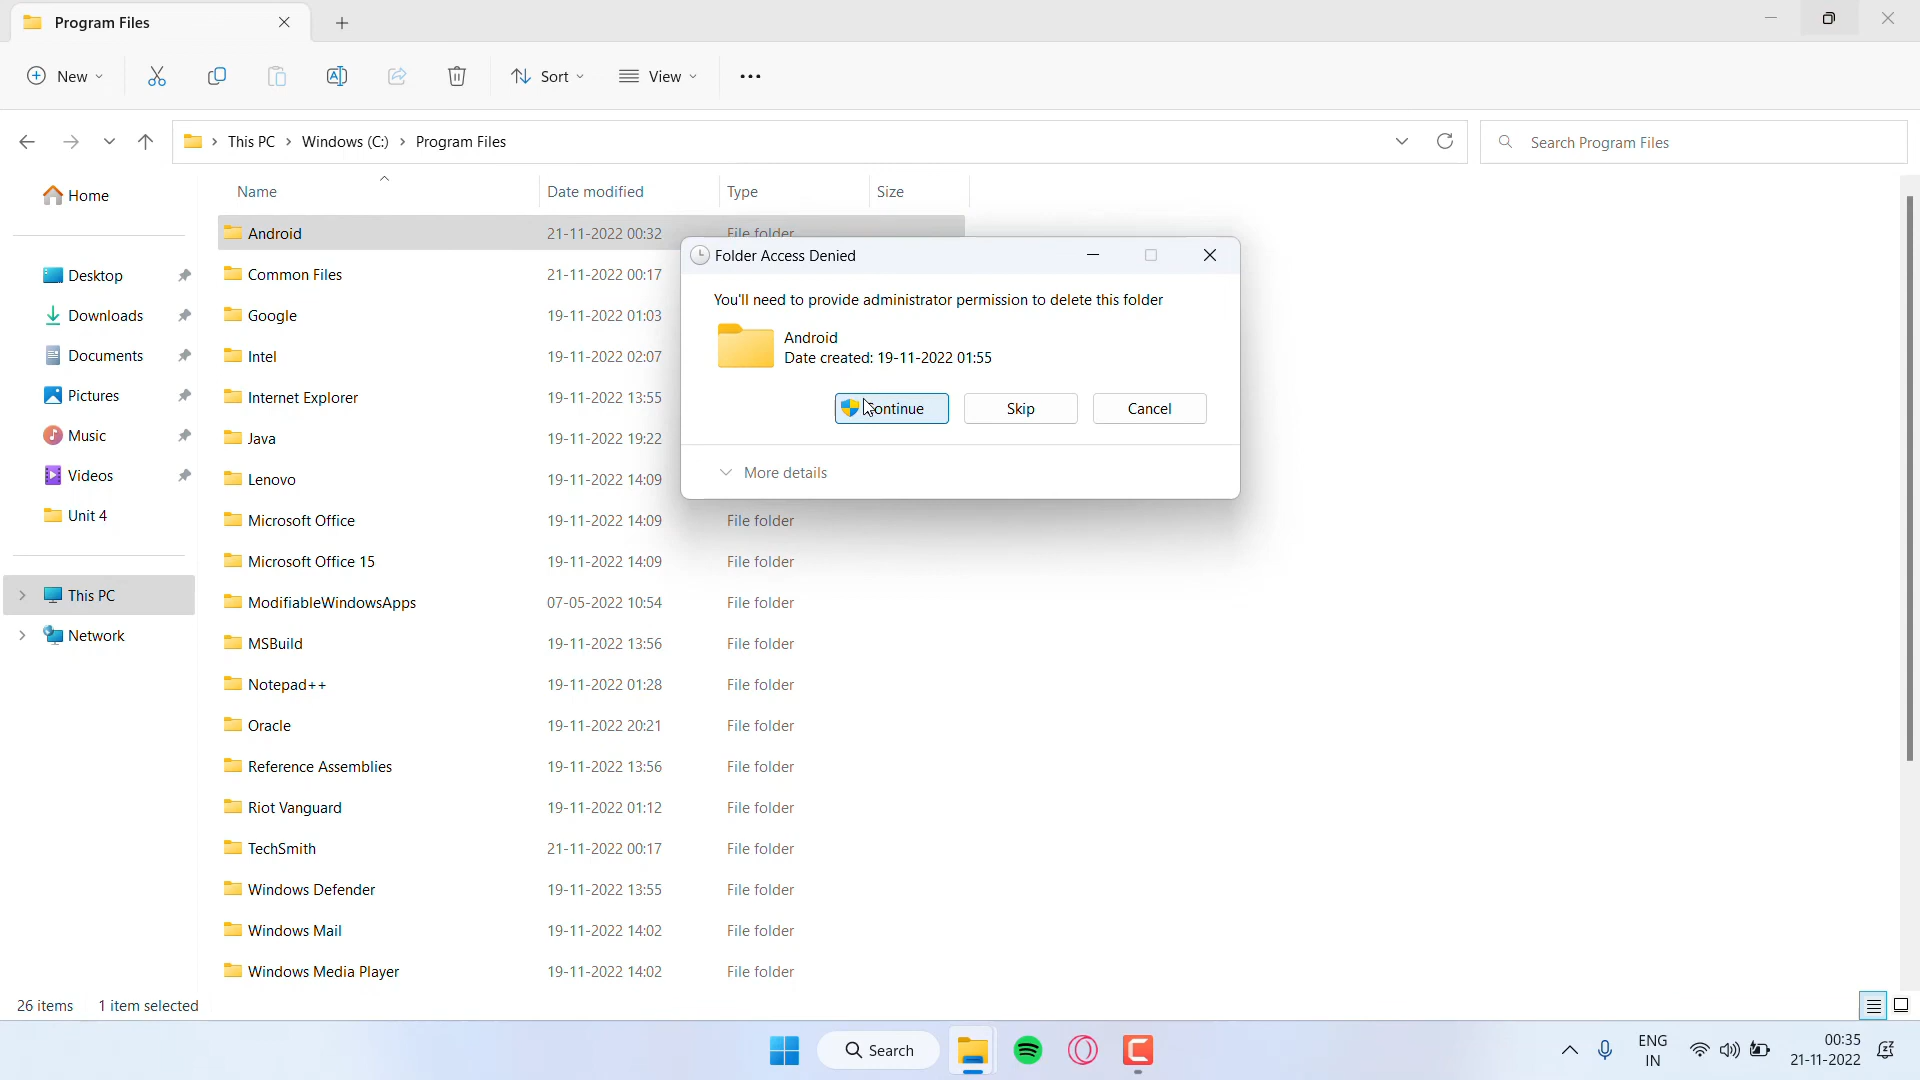 Program Files
New
Sort
View
This PC > Windows (C:) > Program Files
Search Program Files
Home
Desktop
Downloads
Documents
Pictures
Music
Videos
Unit 4
This PC
Network
Name Date modified Type Size
Android 21-11-2022 00:32 File folder
Common Files 21-11-2022 00:17
Google 19-11-2022 01:03
Intel 19-11-2022 02:07
Internet Explorer 19-11-2022 13:55
Java 19-11-2022 19:22
Lenovo 19-11-2022 14:09
Microsoft Office 19-11-2022 14:09 File folder
Microsoft Office 15 19-11-2022 14:09 File folder
ModifiableWindowsApps 07-05-2022 10:54 File folder
MSBuild 19-11-2022 13:56 File folder
Notepad++ 19-11-2022 01:28 File folder
Oracle 19-11-2022 20:21 File folder
Reference Assemblies 19-11-2022 13:56 File folder
Riot Vanguard 19-11-2022 01:12 File folder
TechSmith 21-11-2022 00:17 File folder
Windows Defender 19-11-2022 13:55 File folder
Windows Mail 19-11-2022 14:02 File folder
Windows Media Player 19-11-2022 14:02 File folder
Folder Access Denied
You'll need to provide administrator permission to delete this folder
Android
Date created: 19-11-2022 01:55
Continue Skip Cancel
More details
26 items 1 item selected
Search
ENG
IN
00:35
21-11-2022